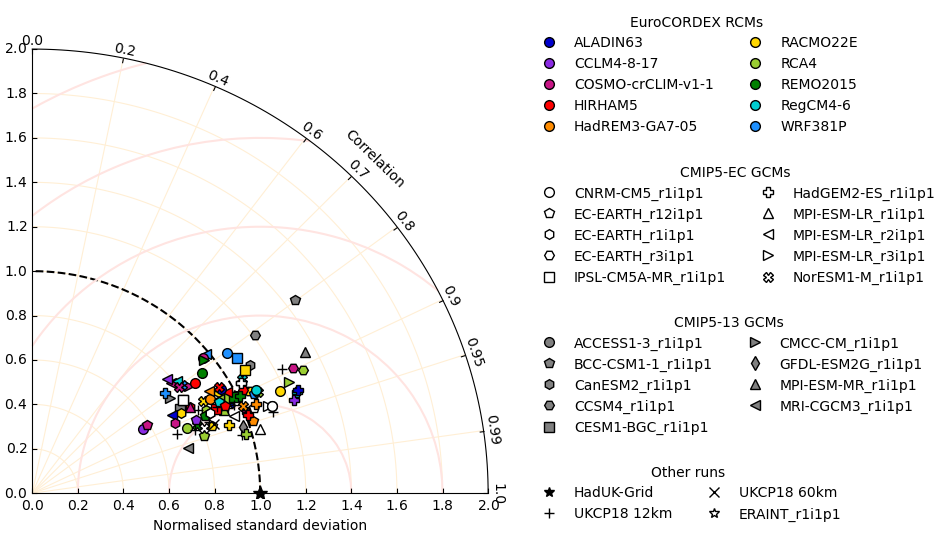 0.0
0.2
0.4
0.6
Correlation
0.7
0.8
0.9
0.95
0.99
1.0
2.0
1.8
1.6
1.4
1.2
1.0
0.8
0.6
0.4
0.2
0.0
0.0 0.2 0.4 0.6 0.8 1.0 1.2 1.4 1.6 1.8 2.0
Normalised standard deviation
EuroCORDEX RCMs
ALADIN63 RACMO22E
CCLM4-8-17 RCA4
COSMO-crCLIM-v1-1 REMO2015
HIRHAM5 RegCM4-6
HadREM3-GA7-05 WRF381P
CMIP5-EC GCMs
CNRM-CM5_r1i1p1 HadGEM2-ES_r1i1p1
EC-EARTH_r12i1p1 MPI-ESM-LR_r1i1p1
EC-EARTH_r1i1p1 MPI-ESM-LR_r2i1p1
EC-EARTH_r3i1p1 MPI-ESM-LR_r3i1p1
IPSL-CM5A-MR_r1i1p1 NorESM1-M_r1i1p1
CMIP5-13 GCMs
ACCESS1-3_r1i1p1 CMCC-CM_r1i1p1
BCC-CSM1-1_r1i1p1 GFDL-ESM2G_r1i1p1
CanESM2_r1i1p1 MPI-ESM-MR_r1i1p1
CCSM4_r1i1p1 MRI-CGCM3_r1i1p1
CESM1-BGC_r1i1p1
Other runs
HadUK-Grid UKCP18 60km
UKCP18 12km ERAINT_r1i1p1